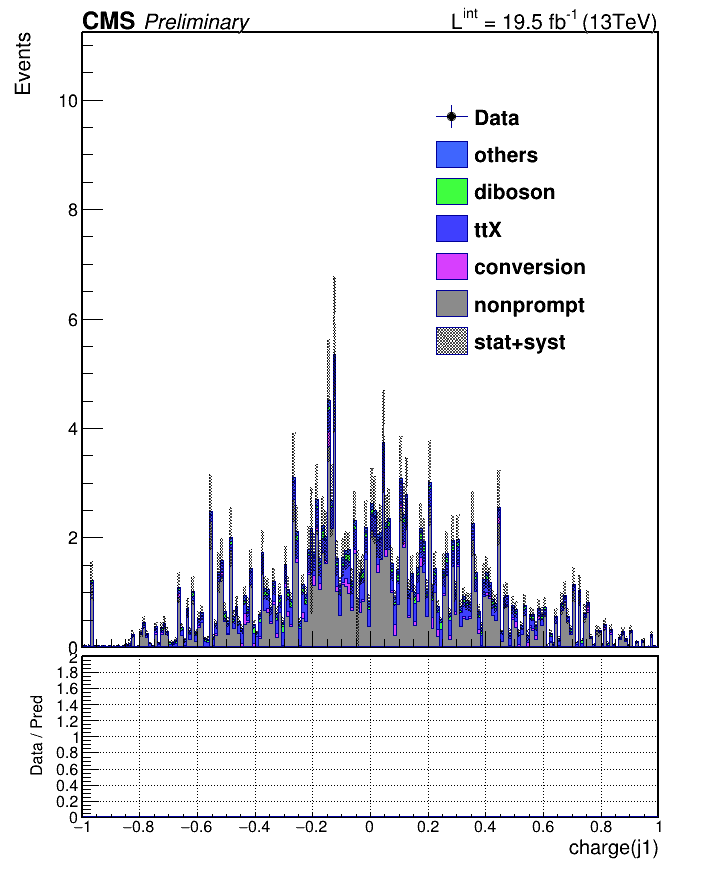 CMS Preliminary L^int = 19.5 fb^-1 (13TeV)
Events
10
8
6
4
2
0
Data
others
diboson
ttX
conversion
nonprompt
stat+syst
Data / Pred
2
1.8
1.6
1.4
1.2
1
0.8
0.6
0.4
0.2
0
−1 −0.8 −0.6 −0.4 −0.2 0 0.2 0.4 0.6 0.8 1
charge(j1)